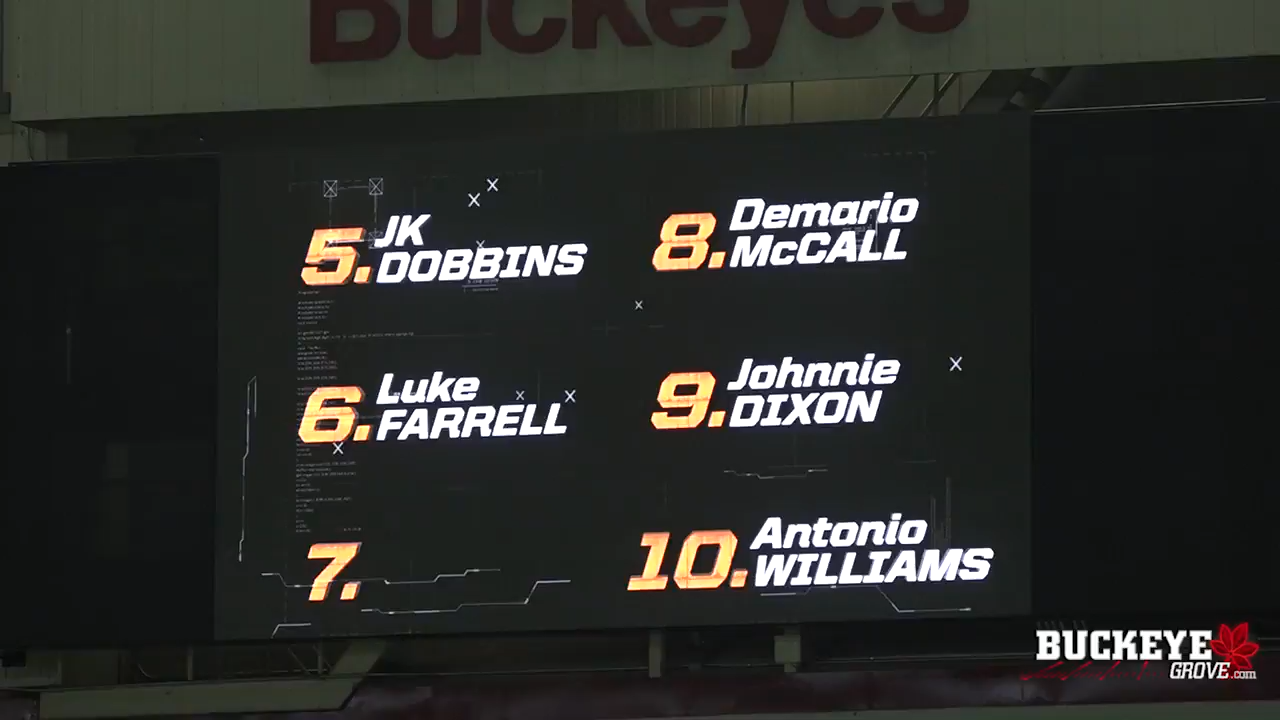 Buckeyes
5. JK
DOBBINS
6. Luke
FARRELL
7.
8. Demario
McCALL
9. Johnnie
DIXON
10. Antonio
WILLIAMS
BUCKEYE
GROVE.com